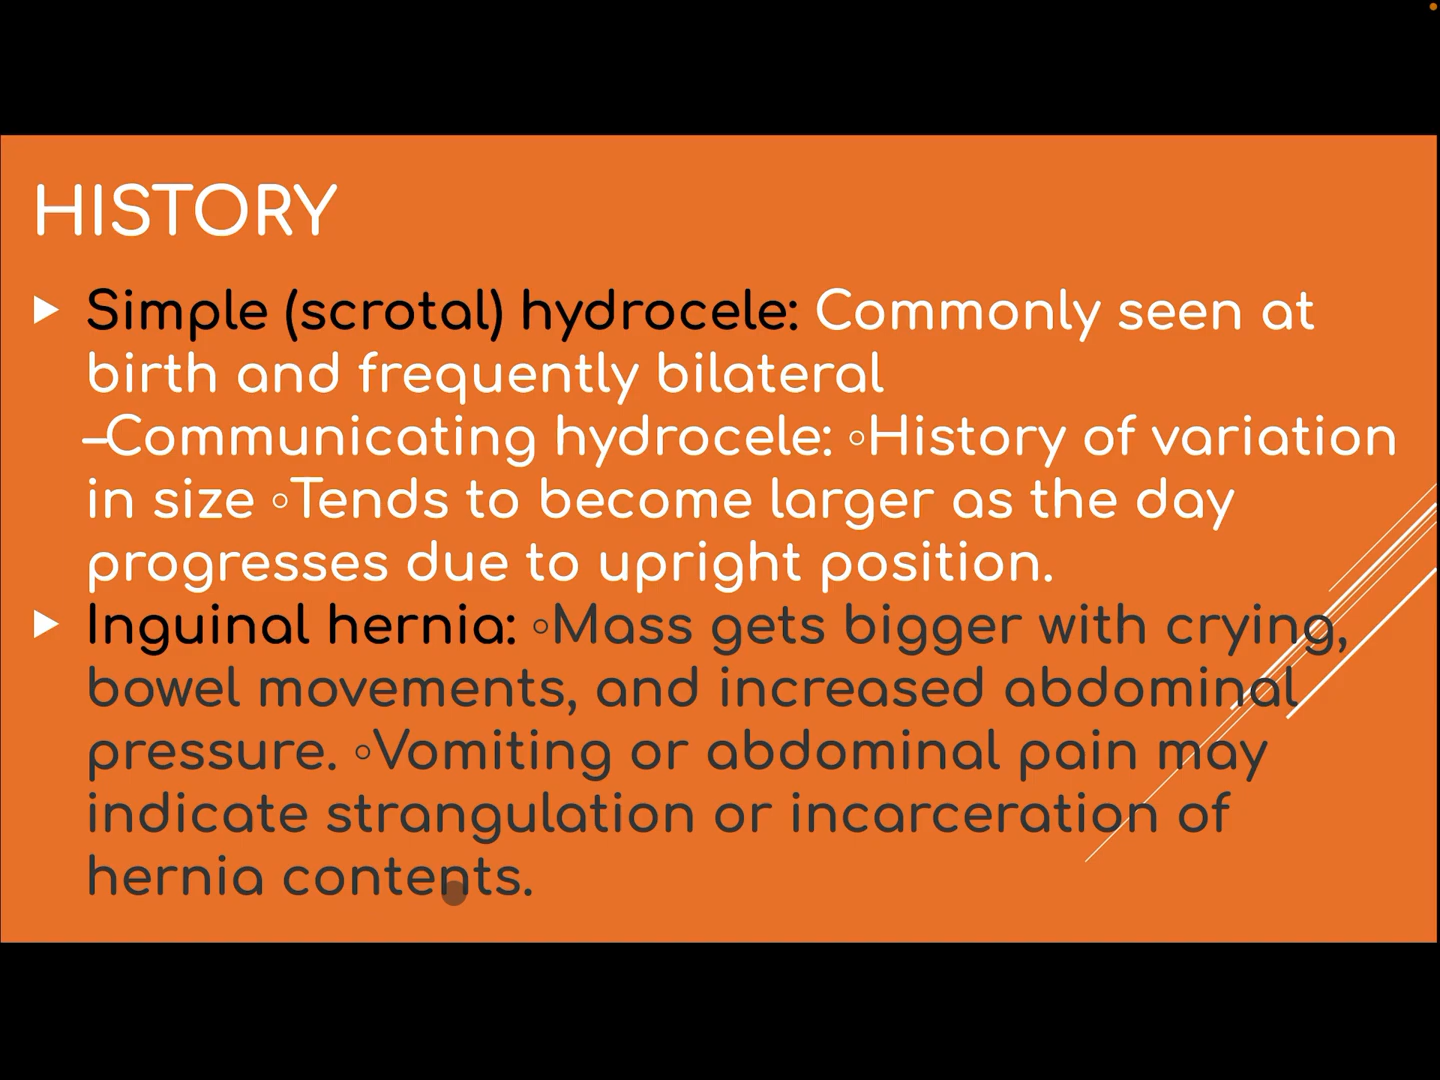 HISTORY
Simple (scrotal) hydrocele: Commonly seen at
birth and frequently bilateral
–Communicating hydrocele: ◦History of variation
in size ◦Tends to become larger as the day
progresses due to upright position.
Inguinal hernia: ◦Mass gets bigger with crying,
bowel movements, and increased abdominal
pressure. ◦Vomiting or abdominal pain may
indicate strangulation or incarceration of
hernia contents.